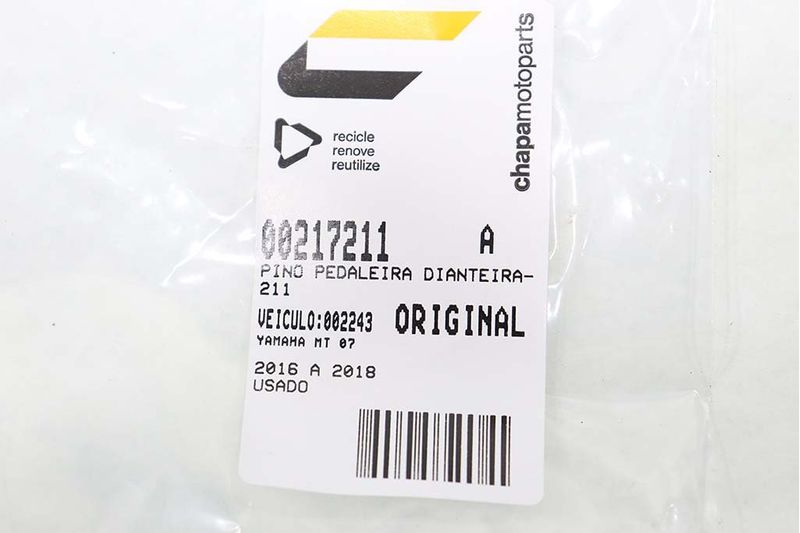 chapamotoparts
recicle
renove
reutilize
00217211 A
PINO PEDALEIRA DIANTEIRA-
211
VEICULO:002243 ORIGINAL
YAMAHA MT 07
2016 A 2018
USADO